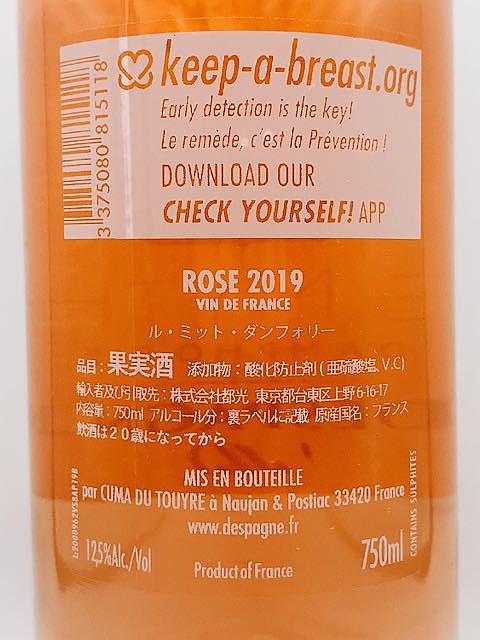 keep-a-breast.org
Early detection is the key!
Le remède, c'est la Prévention !
DOWNLOAD OUR
CHECK YOURSELF! APP
3 375080 815118
ROSE 2019
VIN DE FRANCE
ル・ミット・ダンフォリー
品目：果実酒 添加物：酸化防止剤 ( 亜硫酸塩、V.C)
輸入者及び引取先：株式会社都光 東京都台東区上野 6-16-17
内容量：750ml アルコール分：裏ラベルに記載 原産国名：フランス
飲酒は２０歳になってから
MIS EN BOUTEILLE
par CUMA DU TOUYRE à Naujan & Postiac 33420 France
www.despagne.fr
12,5%Alc./Vol
Product of France
750ml
CONTAINS SULPHITES